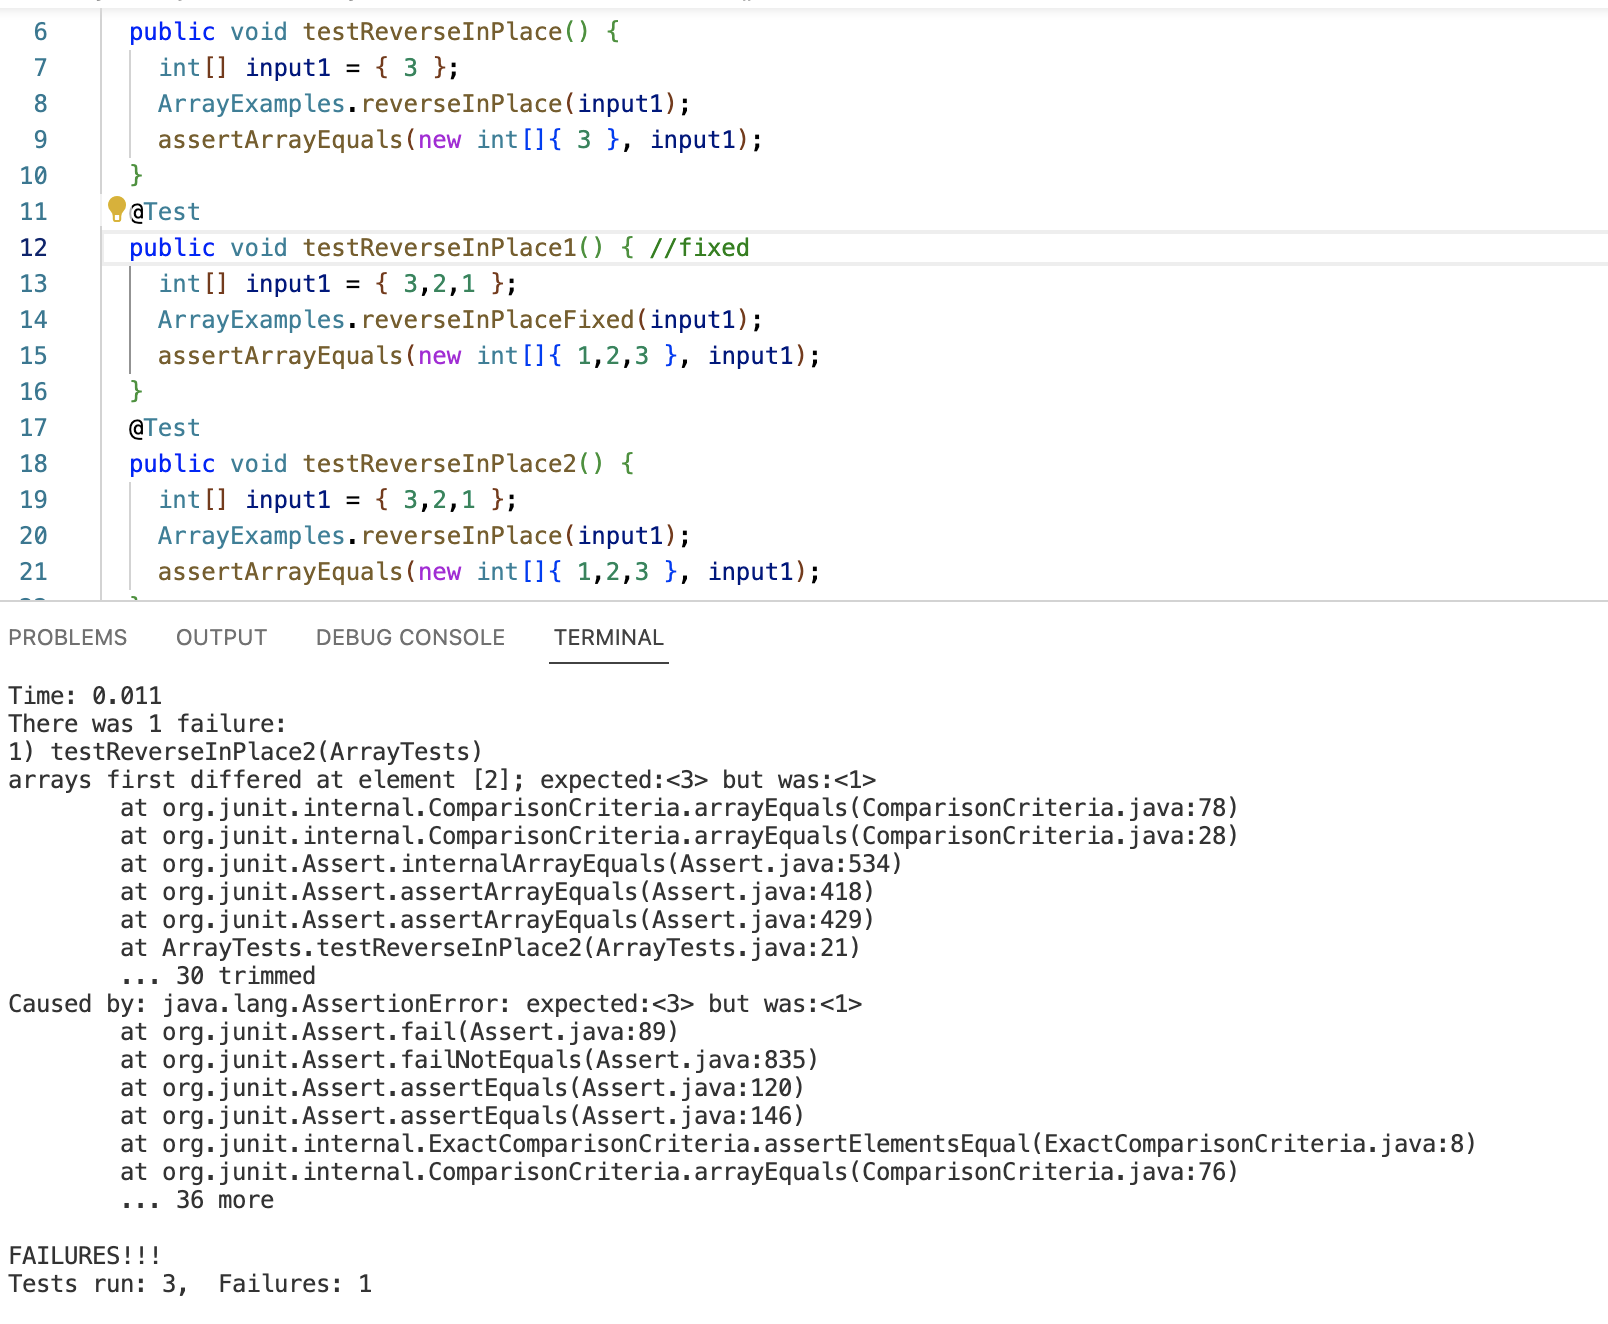 6 public void testReverseInPlace() {
7 int[] input1 = { 3 };
8 ArrayExamples.reverseInPlace(input1);
9 assertArrayEquals(new int[]{ 3 }, input1);
10 }
11 @Test
12 public void testReverseInPlace1() { //fixed
13 int[] input1 = { 3,2,1 };
14 ArrayExamples.reverseInPlaceFixed(input1);
15 assertArrayEquals(new int[]{ 1,2,3 }, input1);
16 }
17 @Test
18 public void testReverseInPlace2() {
19 int[] input1 = { 3,2,1 };
20 ArrayExamples.reverseInPlace(input1);
21 assertArrayEquals(new int[]{ 1,2,3 }, input1);
PROBLEMS OUTPUT DEBUG CONSOLE TERMINAL
Time: 0.011
There was 1 failure:
1) testReverseInPlace2(ArrayTests)
arrays first differed at element [2]; expected:<3> but was:<1>
at org.junit.internal.ComparisonCriteria.arrayEquals(ComparisonCriteria.java:78)
at org.junit.internal.ComparisonCriteria.arrayEquals(ComparisonCriteria.java:28)
at org.junit.Assert.internalArrayEquals(Assert.java:534)
at org.junit.Assert.assertArrayEquals(Assert.java:418)
at org.junit.Assert.assertArrayEquals(Assert.java:429)
at ArrayTests.testReverseInPlace2(ArrayTests.java:21)
... 30 trimmed
Caused by: java.lang.AssertionError: expected:<3> but was:<1>
at org.junit.Assert.fail(Assert.java:89)
at org.junit.Assert.failNotEquals(Assert.java:835)
at org.junit.Assert.assertEquals(Assert.java:120)
at org.junit.Assert.assertEquals(Assert.java:146)
at org.junit.internal.ExactComparisonCriteria.assertElementsEqual(ExactComparisonCriteria.java:8)
at org.junit.internal.ComparisonCriteria.arrayEquals(ComparisonCriteria.java:76)
... 36 more
FAILURES!!!
Tests run: 3,  Failures: 1